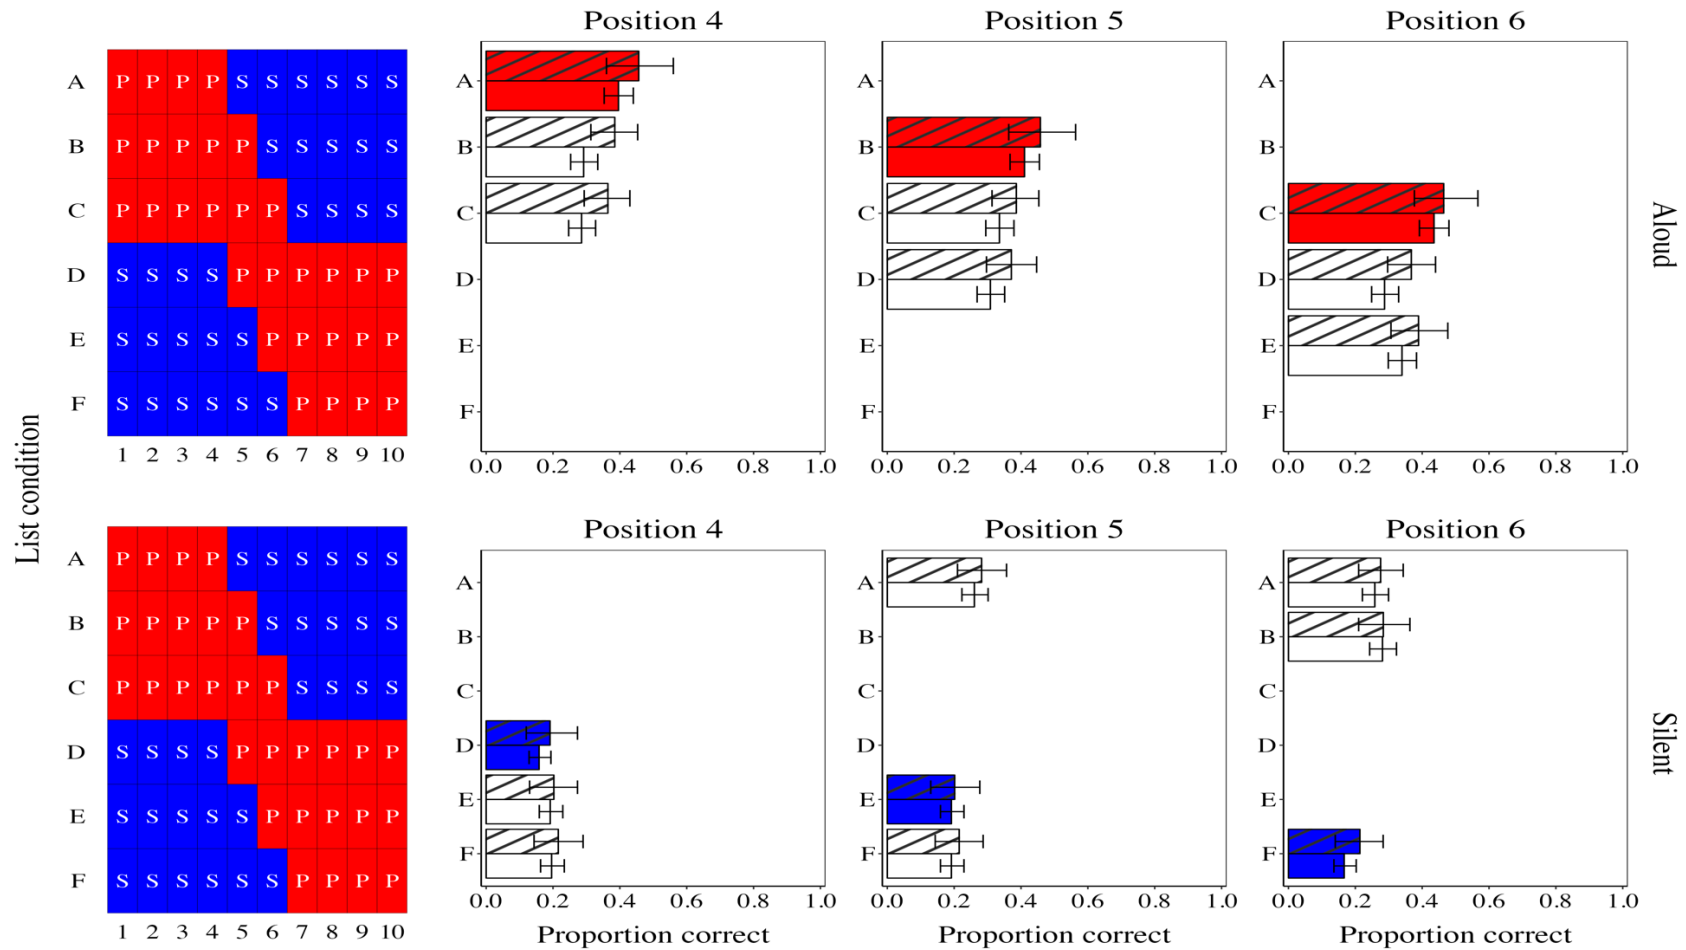 Position 4 Position 5 Position 6
A P P P P S S S S S S
B P P P P P S S S S S
C P P P P P P S S S S
D S S S S P P P P P P
E S S S S S P P P P P
F S S S S S S P P P P
1 2 3 4 5 6 7 8 9 10
A
B
C
D
E
F
0.0 0.2 0.4 0.6 0.8 1.0
A
B
C
D
E
F
0.0 0.2 0.4 0.6 0.8 1.0
A
B
C
D
E
F
0.0 0.2 0.4 0.6 0.8 1.0
Aloud
List condition
Position 4 Position 5 Position 6
A P P P P S S S S S S
B P P P P P S S S S S
C P P P P P P S S S S
D S S S S P P P P P P
E S S S S S P P P P P
F S S S S S S P P P P
1 2 3 4 5 6 7 8 9 10
A
B
C
D
E
F
0.0 0.2 0.4 0.6 0.8 1.0
Proportion correct
A
B
C
D
E
F
0.0 0.2 0.4 0.6 0.8 1.0
Proportion correct
A
B
C
D
E
F
0.0 0.2 0.4 0.6 0.8 1.0
Proportion correct
Silent